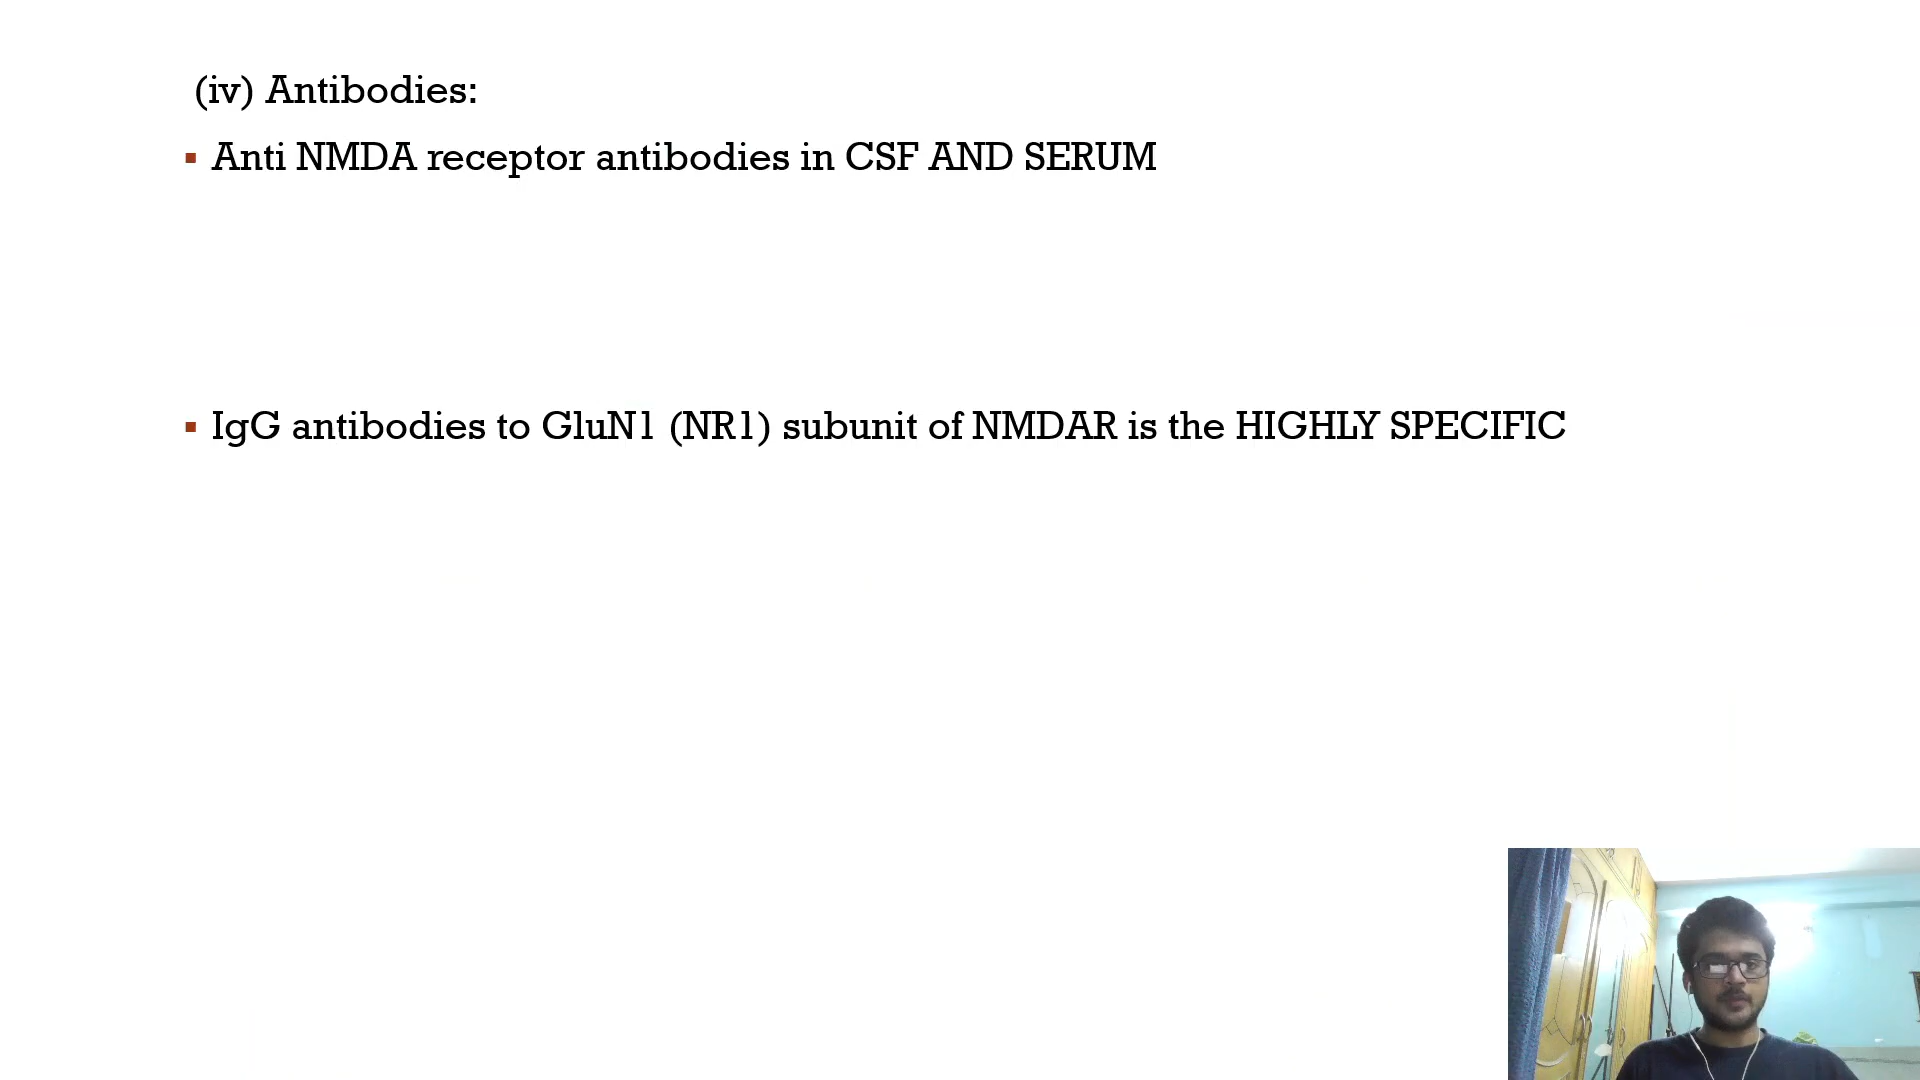 (iv) Antibodies:
▪ Anti NMDA receptor antibodies in CSF AND SERUM
▪ IgG antibodies to GluN1 (NR1) subunit of NMDAR is the HIGHLY SPECIFIC